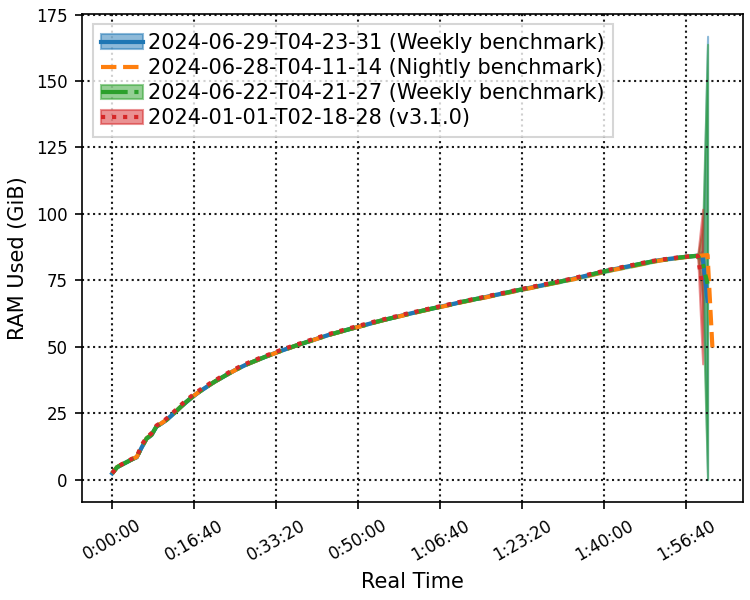 175
150
125
100
75
50
25
0
RAM Used (GiB)
2024-06-29-T04-23-31 (Weekly benchmark)
2024-06-28-T04-11-14 (Nightly benchmark)
2024-06-22-T04-21-27 (Weekly benchmark)
2024-01-01-T02-18-28 (v3.1.0)
0:00:00
0:16:40
0:33:20
0:50:00
1:06:40
1:23:20
1:40:00
1:56:40
Real Time